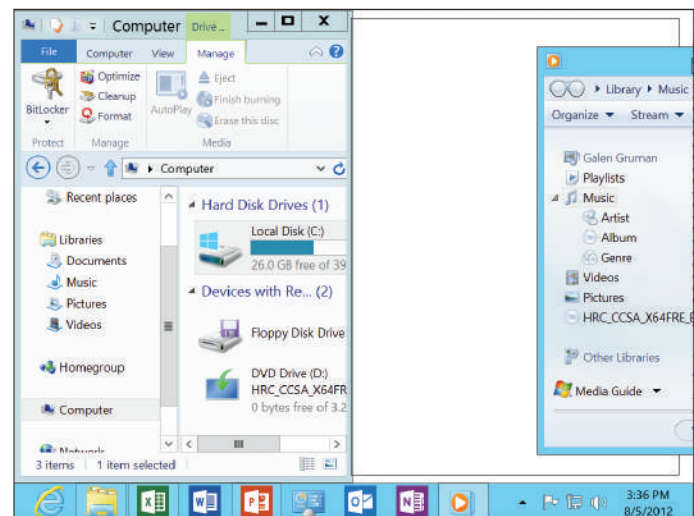 Computer
Drive...
File Computer View Manage
BitLocker
Optimize
Cleanup
Format
AutoPlay
Eject
Finish burning
Erase this disc
Protect Manage Media
Computer
Recent places
Libraries
Documents
Music
Pictures
Videos
Homegroup
Computer
Network
Hard Disk Drives (1)
Local Disk (C:)
26.0 GB free of 39
Devices with Re... (2)
Floppy Disk Drive
DVD Drive (D:)
HRC_CCSA_X64FR
0 bytes free of 3.2
3 items 1 item selected
Library Music
Organize Stream
Galen Gruman
Playlists
Music
Artist
Album
Genre
Videos
Pictures
HRC_CCSA_X64FRE_E
Other Libraries
Media Guide
3:36 PM
8/5/2012